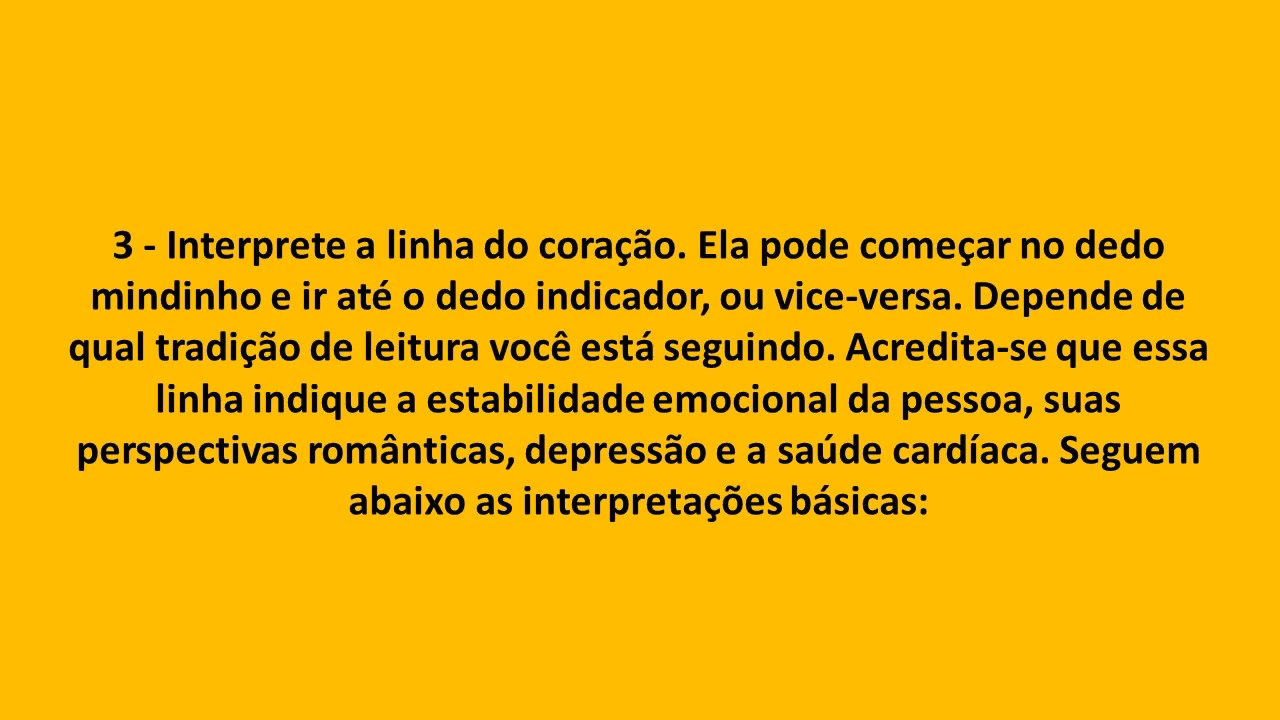 3 - Interprete a linha do coração. Ela pode começar no dedo
mindinho e ir até o dedo indicador, ou vice-versa. Depende de
qual tradição de leitura você está seguindo. Acredita-se que essa
linha indique a estabilidade emocional da pessoa, suas
perspectivas românticas, depressão e a saúde cardíaca. Seguem
abaixo as interpretações básicas: